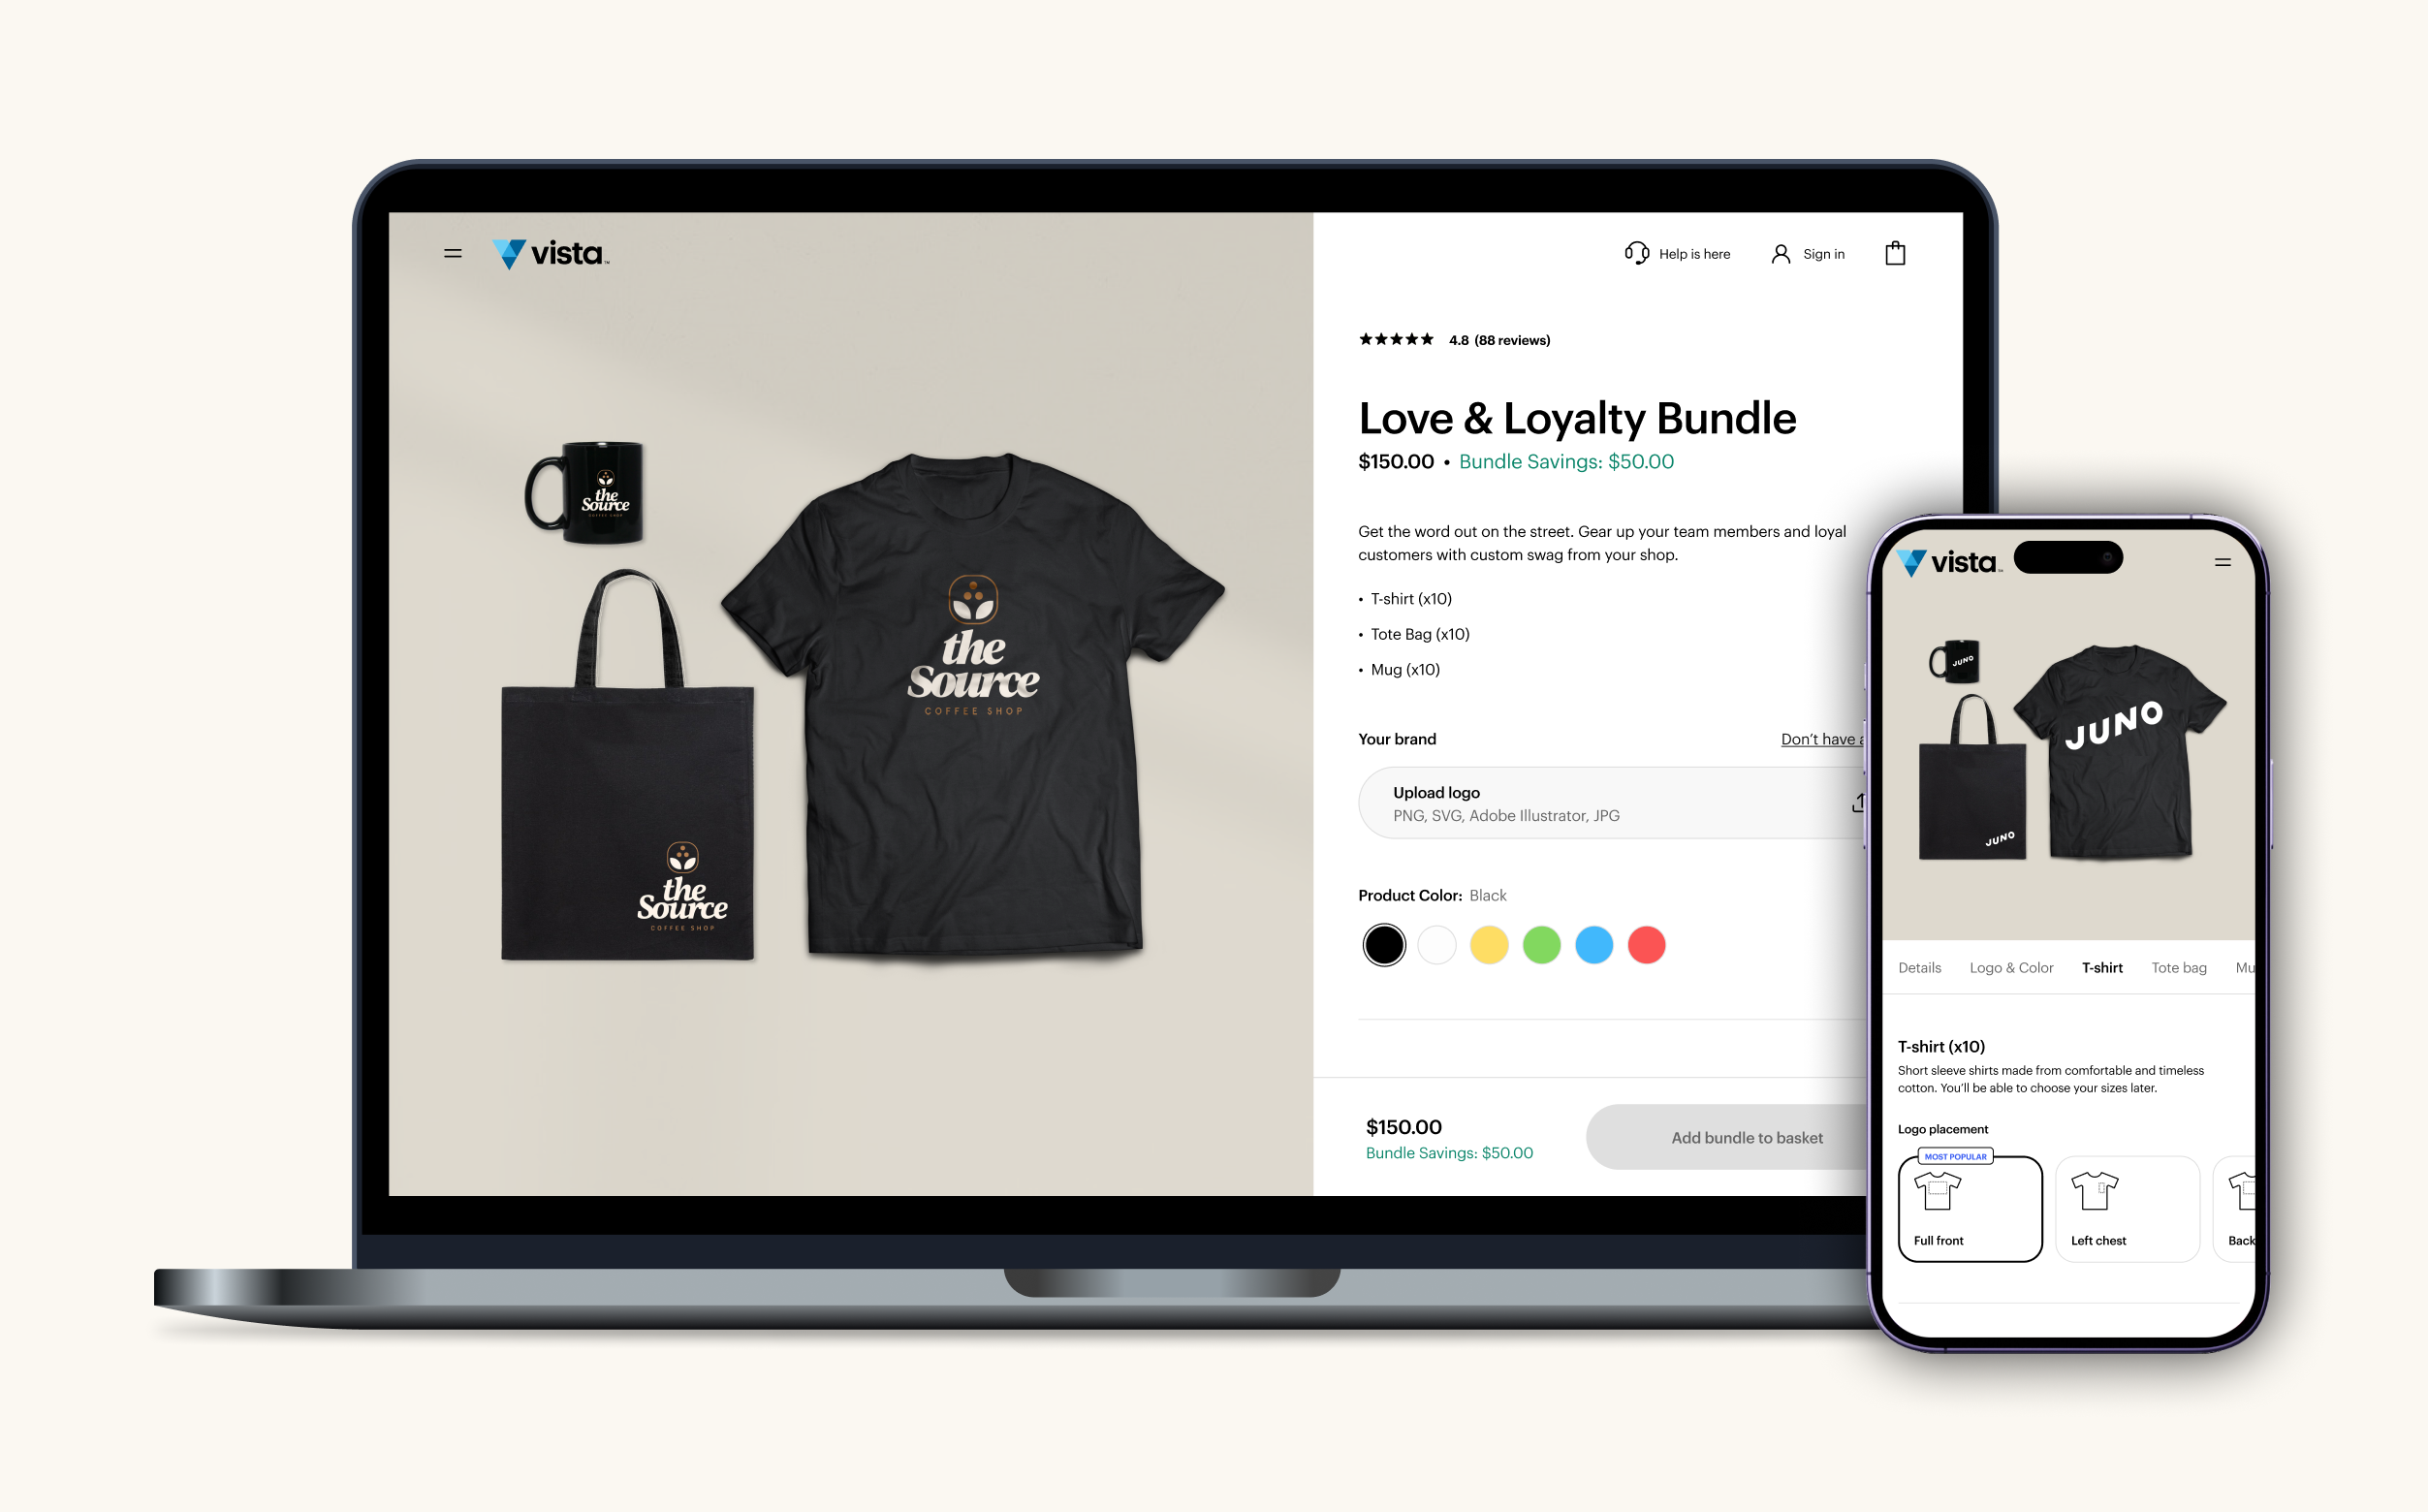 vista
Help is here
Sign in
the
Source
COFFEE SHOP
the
Source
COFFEE SHOP
the
Source
COFFEE SHOP
4.8 (88 reviews)
Love & Loyalty Bundle
$150.00 • Bundle Savings: $50.00
Get the word out on the street. Gear up your team members and loyal
customers with custom swag from your shop.
• T-shirt (x10)
• Tote Bag (x10)
• Mug (x10)
Your brand
Don't have
Upload logo
PNG, SVG, Adobe Illustrator, JPG
Product Color: Black
$150.00
Bundle Savings: $50.00
Add bundle to basket
vista
JUNO
JUNO
JUNO
Details Logo & Color T-shirt Tote bag Mu
T-shirt (x10)
Short sleeve shirts made from comfortable and timeless
cotton. You'll be able to choose your sizes later.
Logo placement
MOST POPULAR
Full front
Left chest
Back